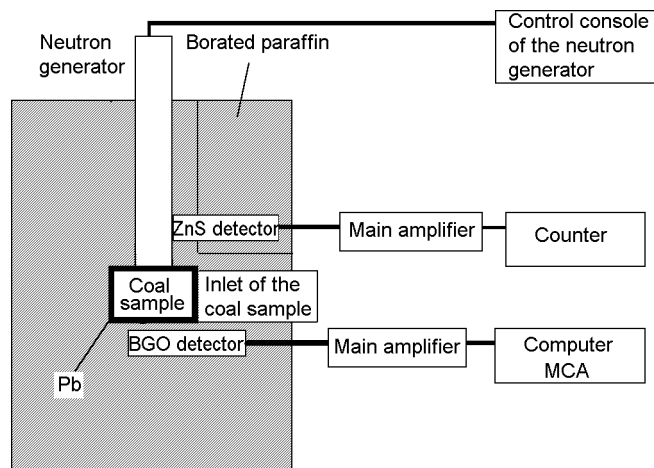 Neutron
generator
Borated paraffin
Control console
of the neutron
generator
ZnS detector
Main amplifier
Counter
Coal
sample
Inlet of the
coal sample
BGO detector
Main amplifier
Computer
MCA
Pb